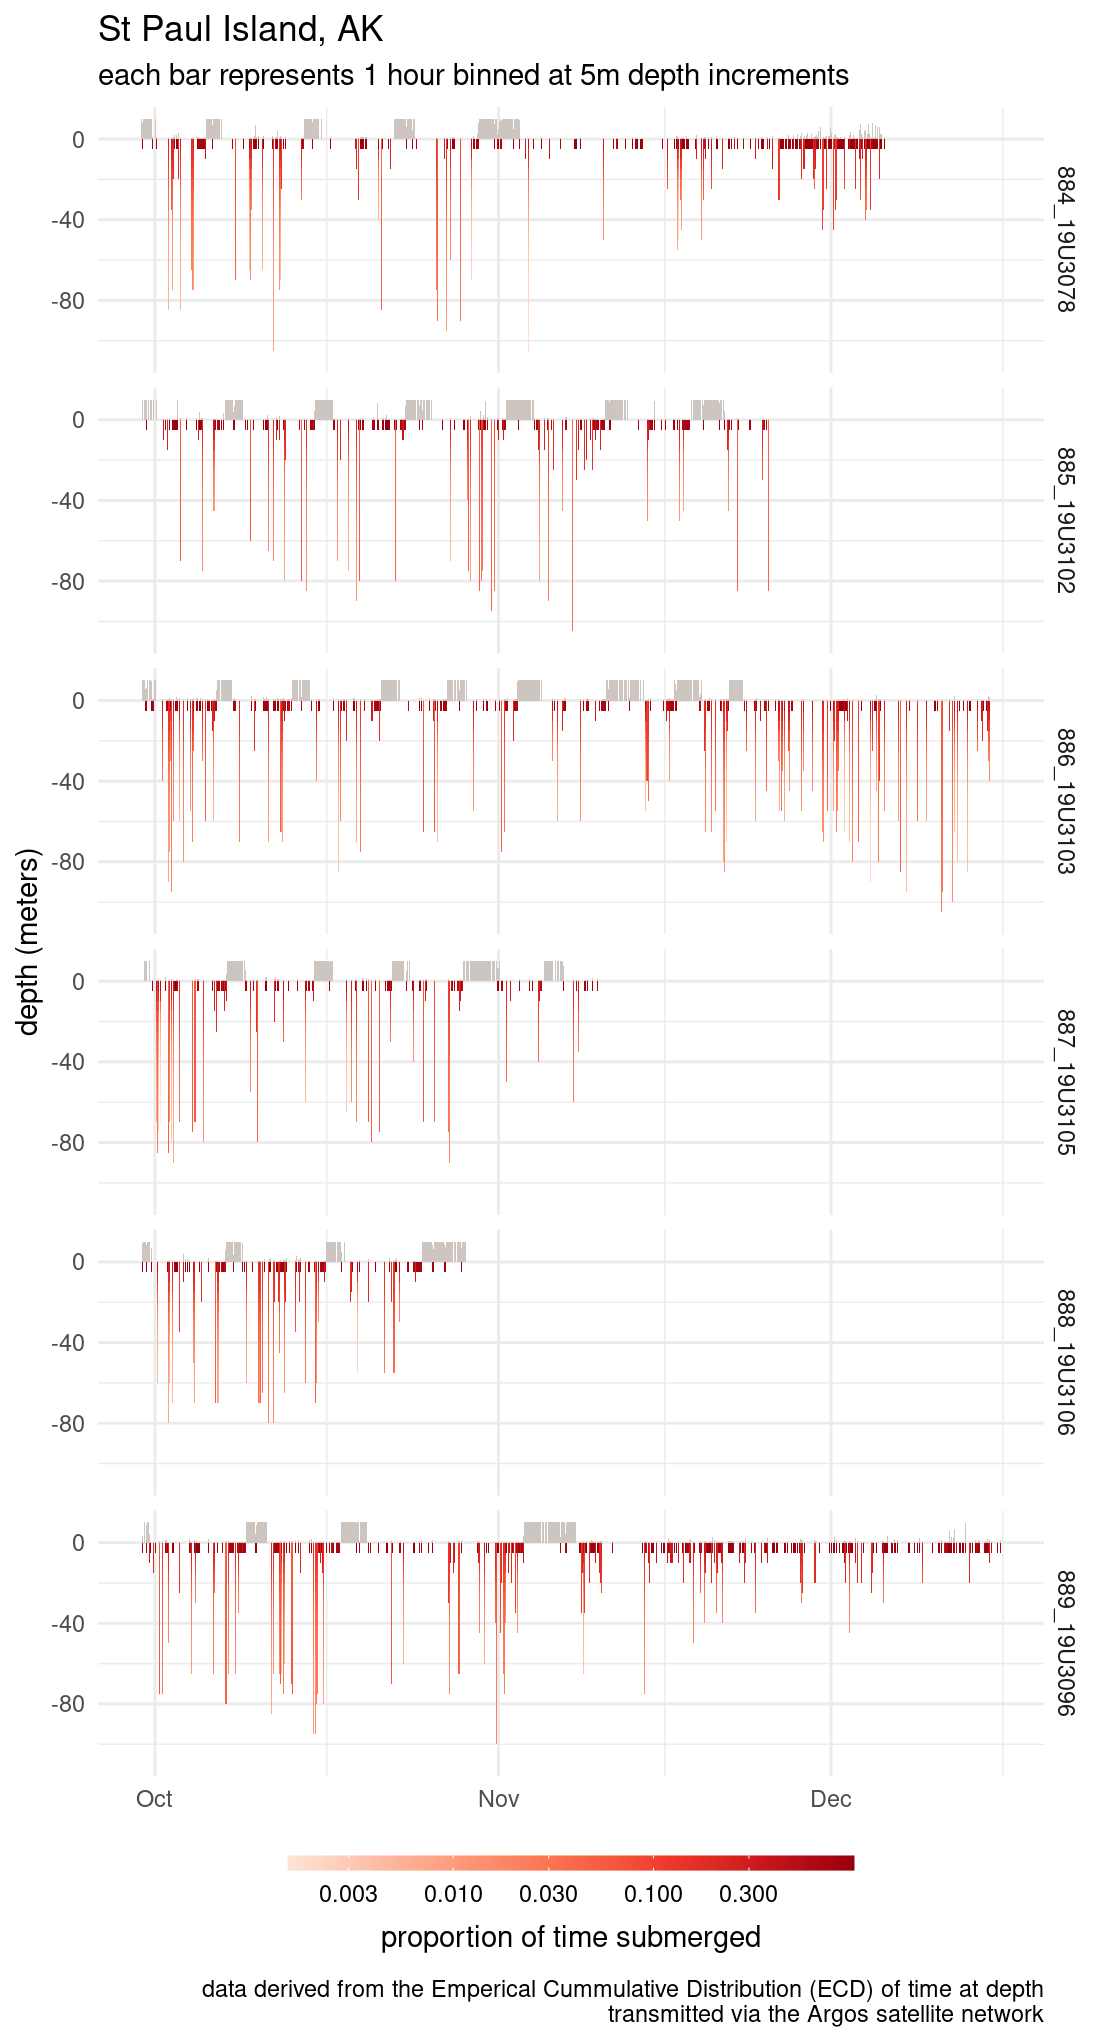 St Paul Island, AK
each bar represents 1 hour binned at 5m depth increments
0
-40
-80
884_19U3078
0
-40
-80
885_19U3102
0
-40
-80
886_19U3103
depth (meters)
0
-40
-80
887_19U3105
0
-40
-80
888_19U3106
0
-40
-80
889_19U3096
Oct Nov Dec
0.003 0.010 0.030 0.100 0.300
proportion of time submerged
data derived from the Emperical Cummulative Distribution (ECD) of time at depth
transmitted via the Argos satellite network